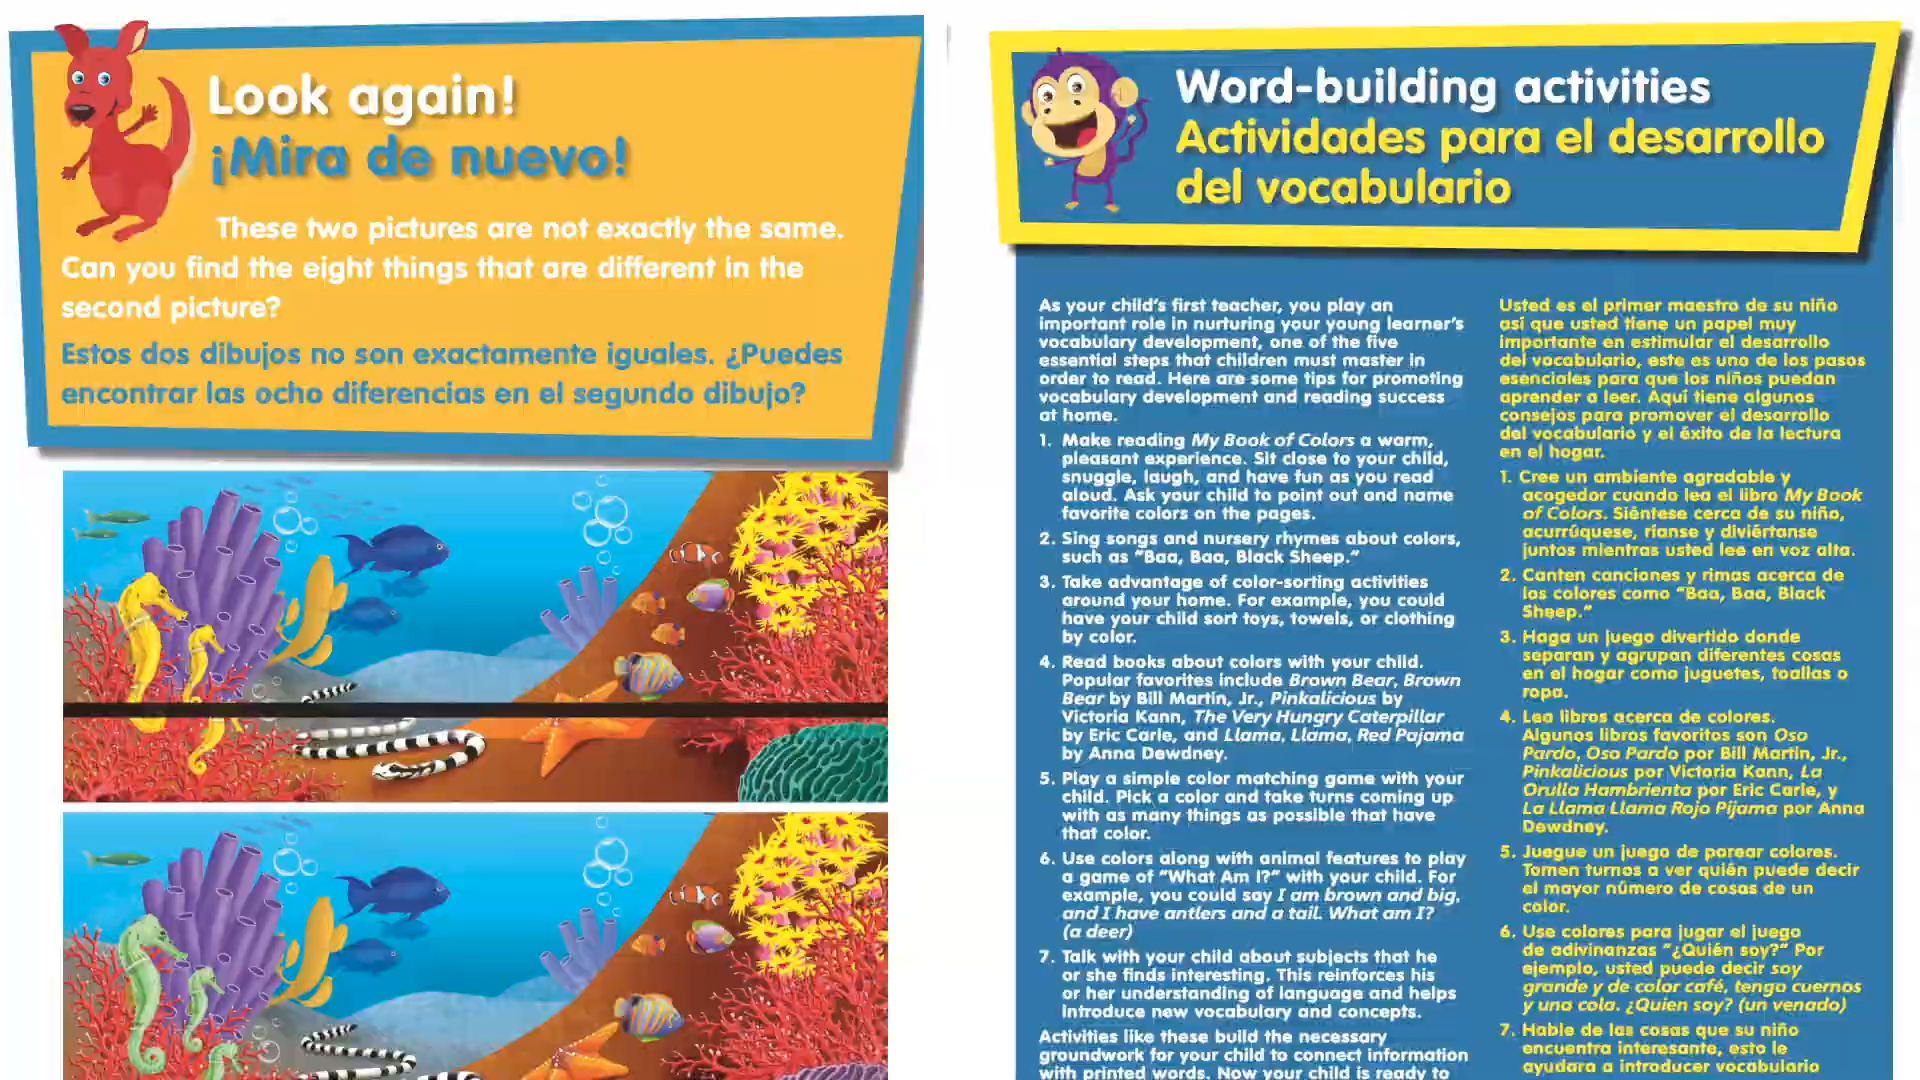 Look again!
¡Mira de nuevo!
These two pictures are not exactly the same.
Can you find the eight things that are different in the
second picture?
Estos dos dibujos no son exactamente iguales. ¿Puedes
encontrar las ocho diferencias en el segundo dibujo?
Word-building activities
Actividades para el desarrollo
del vocabulario
As your child's first teacher, you play an
important role in nurturing your young learner's
vocabulary development, one of the five
essential steps that children must master in
order to read. Here are some tips for promoting
vocabulary development and reading success
at home.
1. Make reading My Book of Colors a warm,
pleasant experience. Sit close to your child,
snuggle, laugh, and have fun as you read
aloud. Ask your child to point out and name
favorite colors on the pages.
2. Sing songs and nursery rhymes about colors,
such as "Baa, Baa, Black Sheep."
3. Take advantage of color-sorting activities
around your home. For example, you could
have your child sort toys, towels, or clothing
by color.
4. Read books about colors with your child.
Popular favorites include Brown Bear, Brown
Bear by Bill Martin, Jr., Pinkalicious by
Victoria Kann, The Very Hungry Caterpillar
by Eric Carle, and Llama, Llama, Red Pajama
by Anna Dewdney.
5. Play a simple color matching game with your
child. Pick a color and take turns coming up
with as many things as possible that have
that color.
6. Use colors along with animal features to play
a game of "What Am I?" with your child. For
example, you could say I am brown and big,
and I have antlers and a tail. What am I?
(a deer)
7. Talk with your child about subjects that he
or she finds interesting. This reinforces his
or her understanding of language and helps
introduce new vocabulary and concepts.
Activities like these build the necessary
groundwork for your child to connect information
with printed words. Now your child is ready to
Usted es el primer maestro de su niño
así que usted tiene un papel muy
importante en estimular el desarrollo
del vocabulario, este es uno de los pasos
esenciales para que los niños puedan
aprender a leer. Aquí tiene algunos
consejos para promover el desarrollo
del vocabulario y el éxito de la lectura
en el hogar.
1. Cree un ambiente agradable y
acogedor cuando lea el libro My Book
of Colors. Siéntese cerca de su niño,
acurrúquese, ríanse y diviértanse
juntos mientras usted lee en voz alta.
2. Canten canciones y rimas acerca de
los colores como "Baa, Baa, Black
Sheep."
3. Haga un juego divertido donde
separan y agrupan diferentes cosas
en el hogar como juguetes, toallas o
ropa.
4. Lea libros acerca de colores.
Algunos libros favoritos son Oso
Pardo, Oso Pardo por Bill Martin, Jr.,
Pinkalicious por Victoria Kann, La
Orulla Hambrienta por Eric Carle, y
La Llama Llama Rojo Pijama por Anna
Dewdney.
5. Juegue un juego de parear colores.
Tomen turnos a ver quién puede decir
el mayor número de cosas de un
color.
6. Use colores para jugar el juego
de adivinanzas "¿Quién soy?" Por
ejemplo, usted puede decir soy
grande y de color café, tengo cuernos
y una cola. ¿Quien soy? (un venado)
7. Hable de las cosas que su niño
encuentra interesante, esto le
ayudara a introducer vocabulario